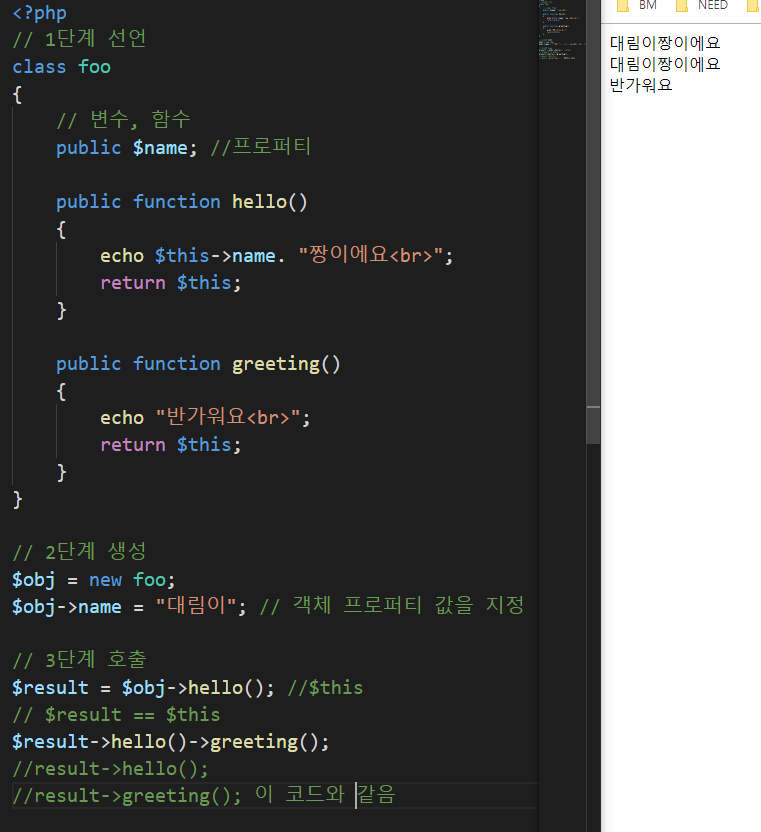 <?php
// 1단계 선언
class foo
{
    // 변수, 함수
    public $name; //프로퍼티

    public function hello()
    {
        echo $this->name. "짱이에요<br>";
        return $this;
    }

    public function greeting()
    {
        echo "반가워요<br>";
        return $this;
    }
}

// 2단계 생성
$obj = new foo;
$obj->name = "대림이"; // 객체 프로퍼티 값을 지정

// 3단계 호출
$result = $obj->hello(); //$this
// $result == $this
$result->hello()->greeting();
//result->hello();
//result->greeting(); 이 코드와 같음
BM NEED
대림이짱이에요
대림이짱이에요
반가워요